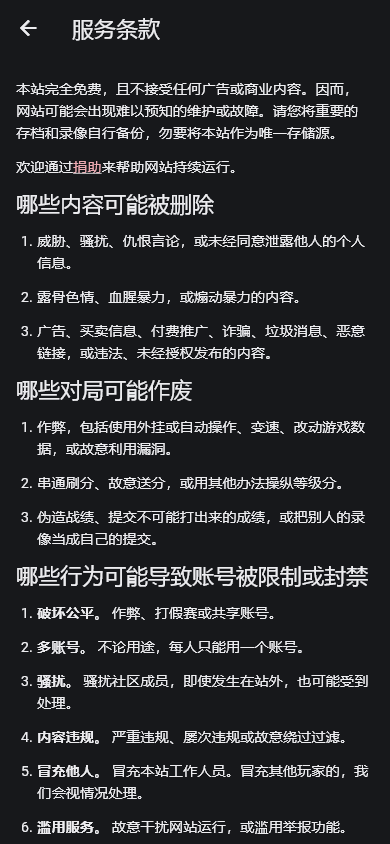 服务条款
本站完全免费，且不接受任何广告或商业内容。因而，
网站可能会出现难以预知的维护或故障。请您将重要的
存档和录像自行备份，勿要将本站作为唯一存储源。
欢迎通过捐助来帮助网站持续运行。
哪些内容可能被删除
1. 威胁、骚扰、仇恨言论，或未经同意泄露他人的个人
信息。
2. 露骨色情、血腥暴力，或煽动暴力的内容。
3. 广告、买卖信息、付费推广、诈骗、垃圾消息、恶意
链接，或违法、未经授权发布的内容。
哪些对局可能作废
1. 作弊，包括使用外挂或自动操作、变速、改动游戏数
据，或故意利用漏洞。
2. 串通刷分、故意送分，或用其他办法操纵等级分。
3. 伪造战绩、提交不可能打出来的成绩，或把别人的录
像当成自己的提交。
哪些行为可能导致账号被限制或封禁
1. 破坏公平。 作弊、打假赛或共享账号。
2. 多账号。 不论用途，每人只能用一个账号。
3. 骚扰。 骚扰社区成员，即使发生在站外，也可能受到
处理。
4. 内容违规。 严重违规、屡次违规或故意绕过过滤。
5. 冒充他人。 冒充本站工作人员。冒充其他玩家的，我
们会视情况处理。
6. 滥用服务。 故意干扰网站运行，或滥用举报功能。